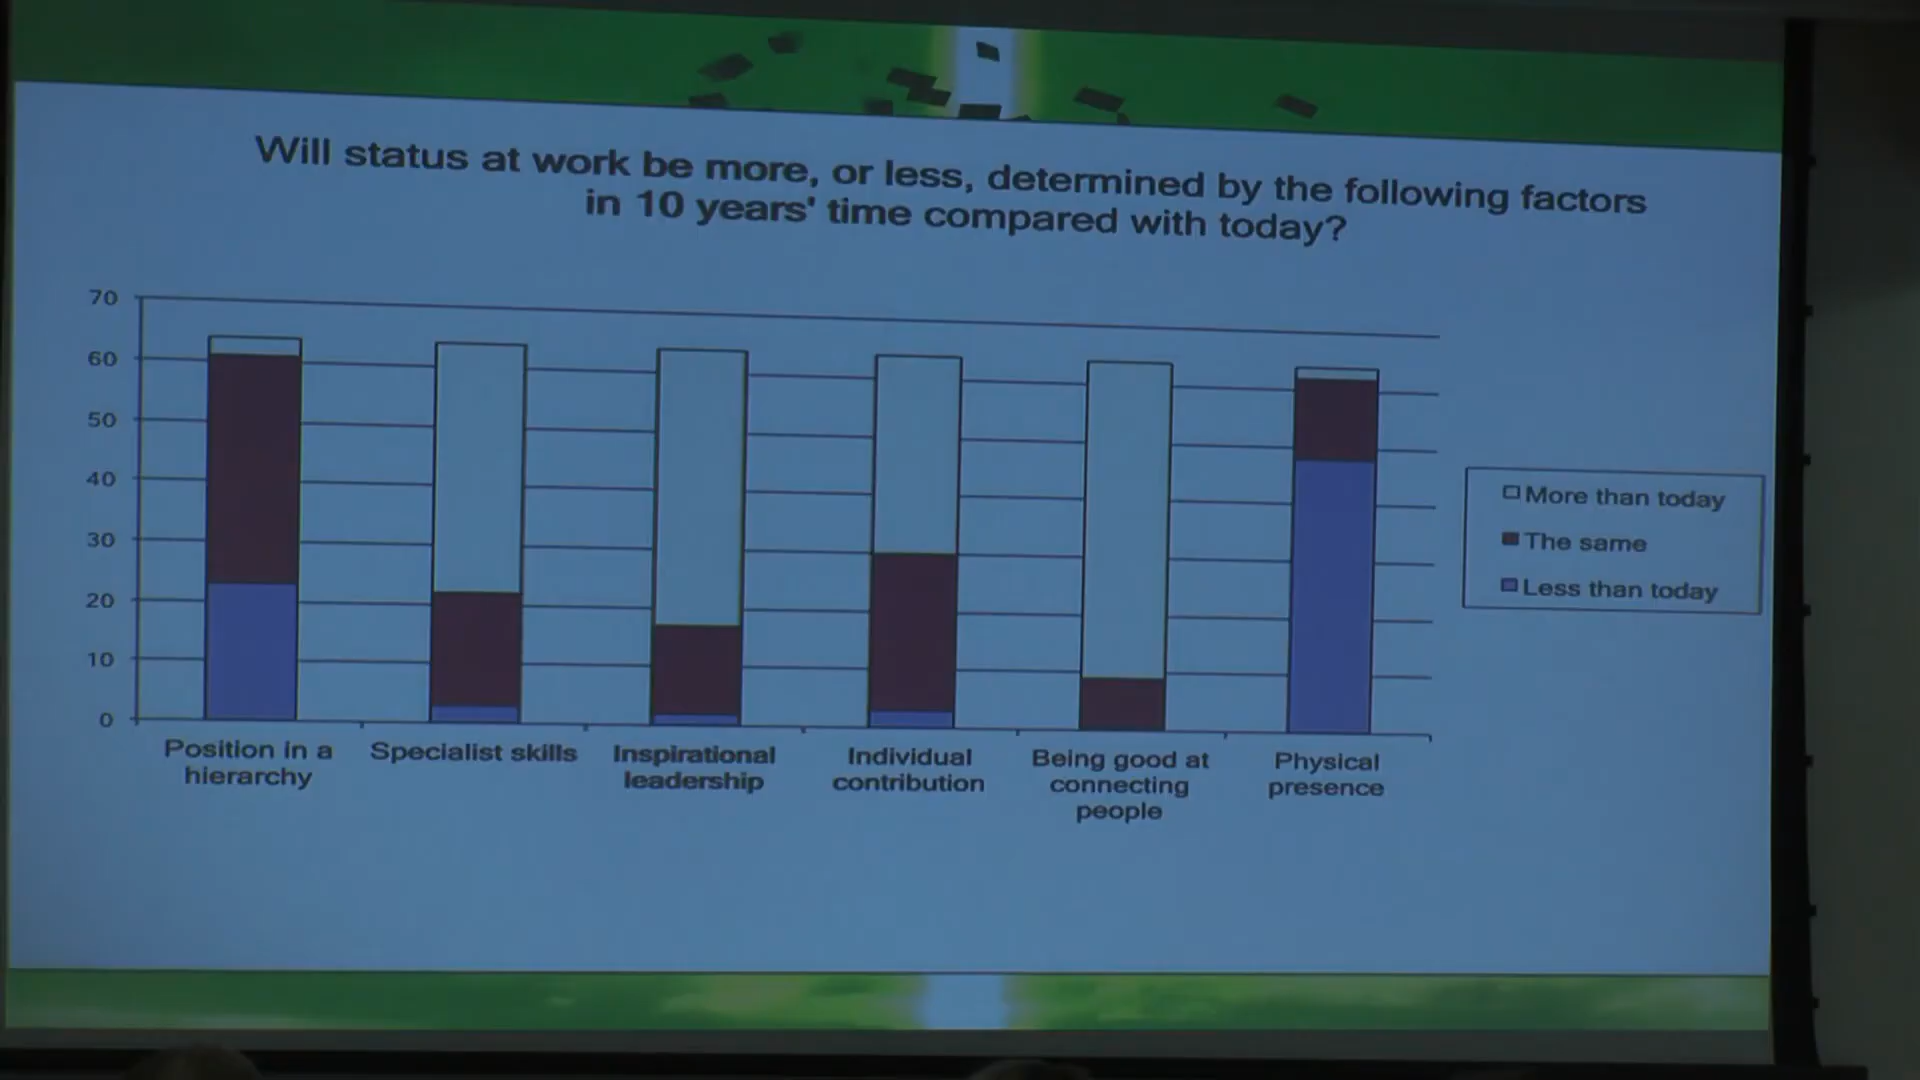 Will status at work be more, or less, determined by the following factors
in 10 years' time compared with today?
70
60
50
40
30
20
10
0
Position in a
hierarchy
Specialist skills
Inspirational
leadership
Individual
contribution
Being good at
connecting
people
Physical
presence
More than today
The same
Less than today